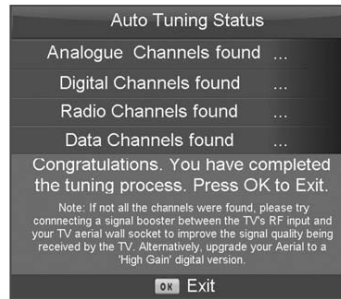 Auto Tuning Status
Analogue Channels found ...
Digital Channels found ...
Radio Channels found ...
Data Channels found ...
Congratulations. You have completed
the tuning process. Press OK to Exit.
Note: If not all the channels were found, please try
connnecting a signal booster between the TV's RF input and
your TV aerial wall socket to improve the signal quality being
received by the TV. Alternatively, upgrade your Aerial to a
'High Gain' digital version.
OK Exit